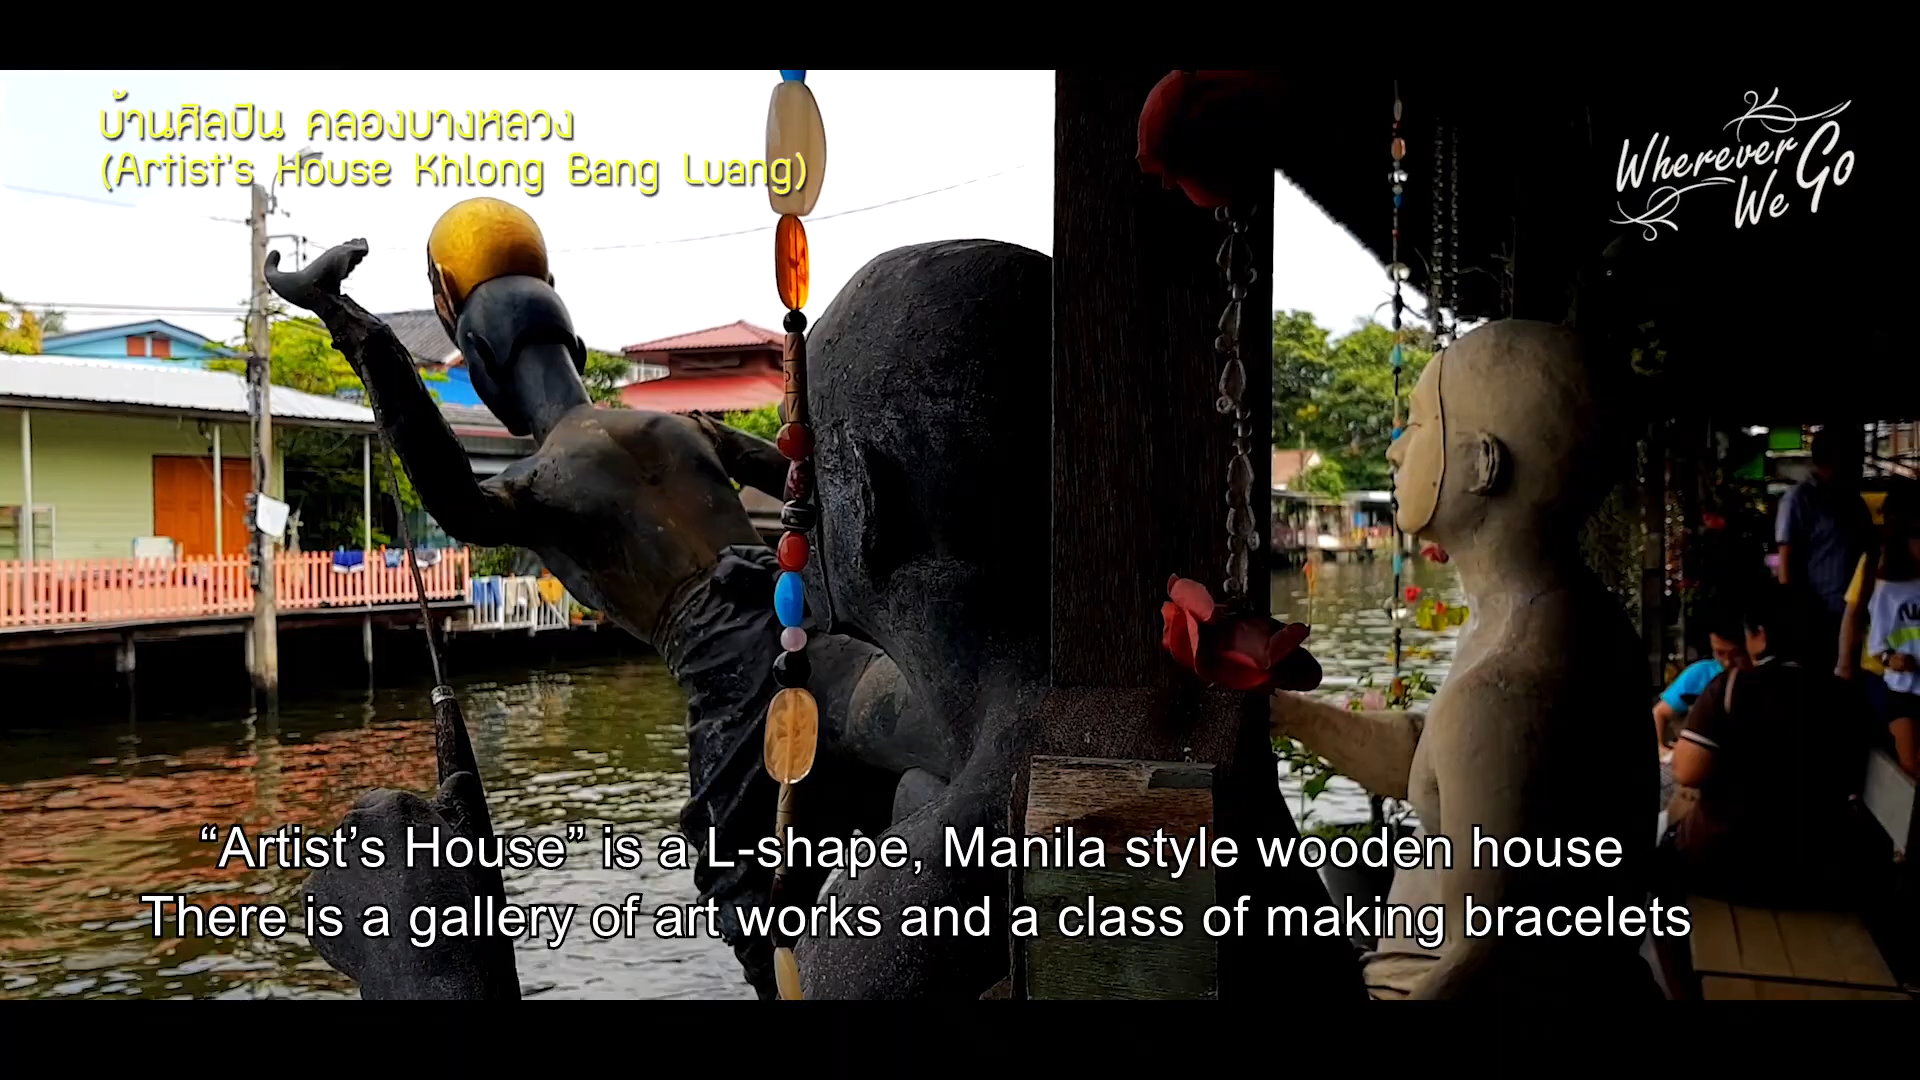 บ้านศิลปิน คลองบางหลวง
(Artist's House Khlong Bang Luang)
Wherever
We Go
“Artist’s House” is a L-shape, Manila style wooden house
There is a gallery of art works and a class of making bracelets